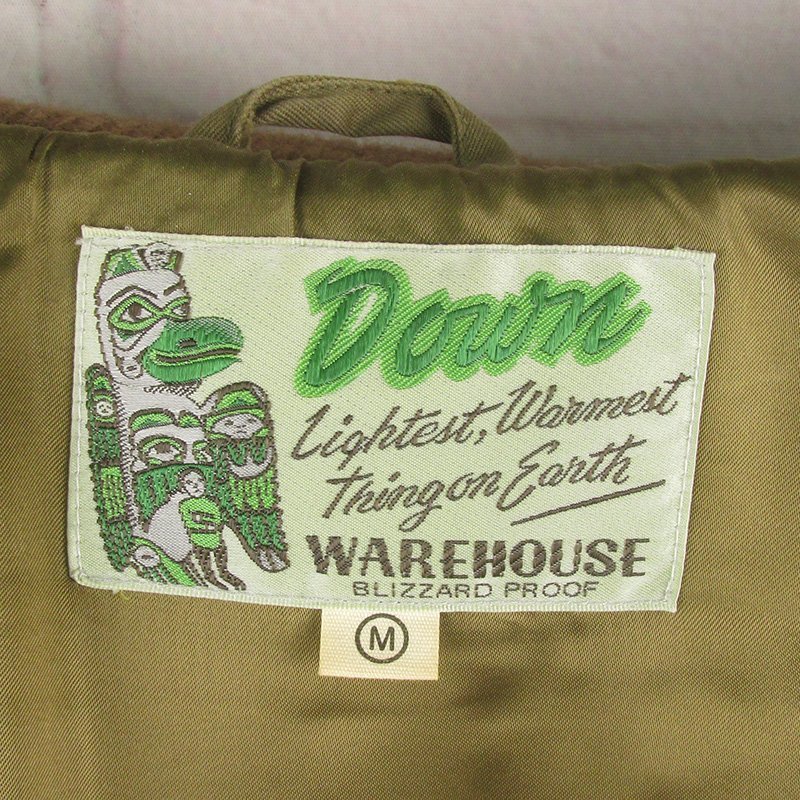 Down
Lightest, Warmest
Thing on Earth
WAREHOUSE
BLIZZARD PROOF
M